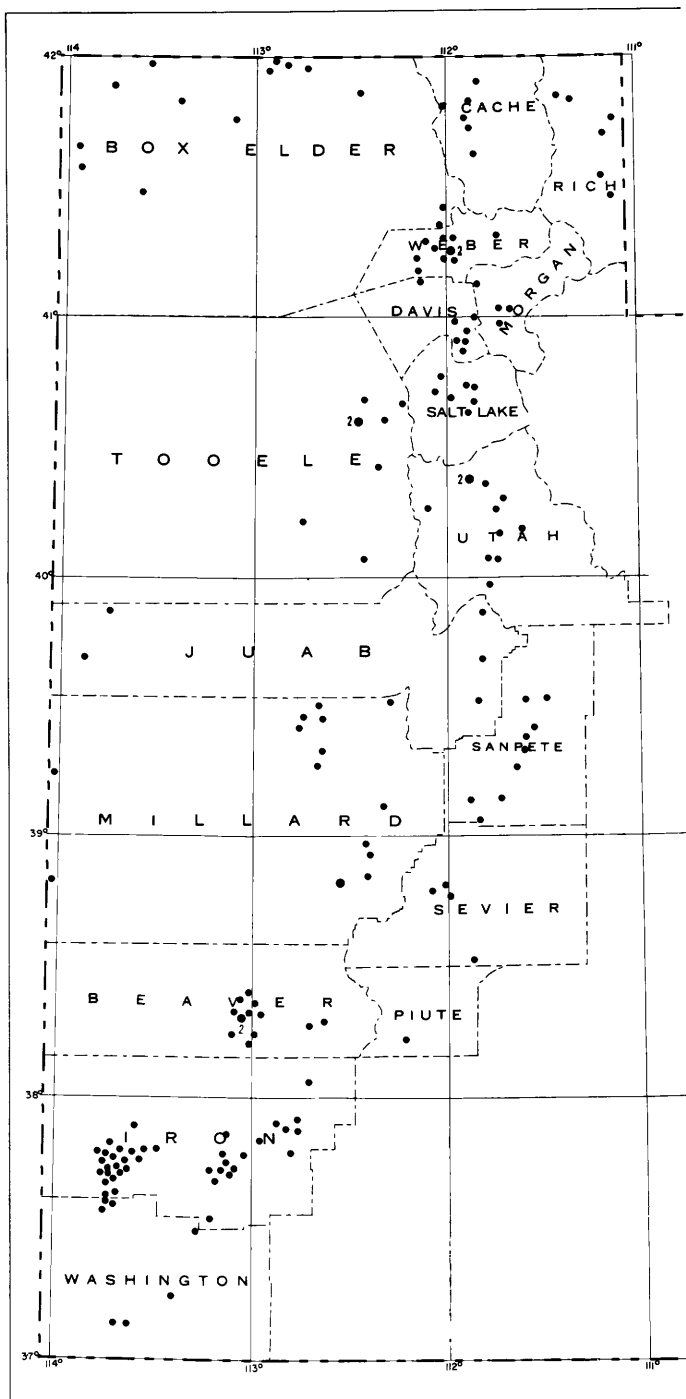 114 113° 112° 111°
42°
CACHE
BOX ELDER
RICH
WEBER
2
MORGAN
41°
DAVIS
SALT LAKE
2
TOOELE
2
UTAH
40°
JUAB
SANPETE
MILLARD
39°
SEVIER
BEAVER
2
PIUTE
38°
IRON
WASHINGTON
37°
114° 113° 112° 111°